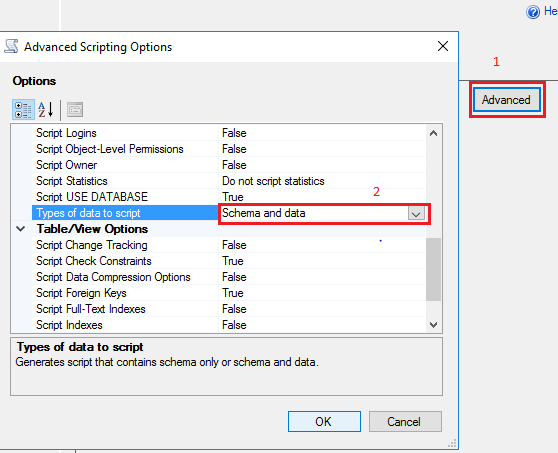 Hel
Advanced Scripting Options
1
Options
Advanced
A
Z
Script Logins False
Script Object-Level Permissions False
Script Owner False
Script Statistics Do not script statistics
Script USE DATABASE True
2
Types of data to script Schema and data
Table/View Options
Script Change Tracking False
Script Check Constraints True
Script Data Compression Options False
Script Foreign Keys True
Script Full-Text Indexes False
Script Indexes False
Types of data to script
Generates script that contains schema only or schema and data.
OK Cancel